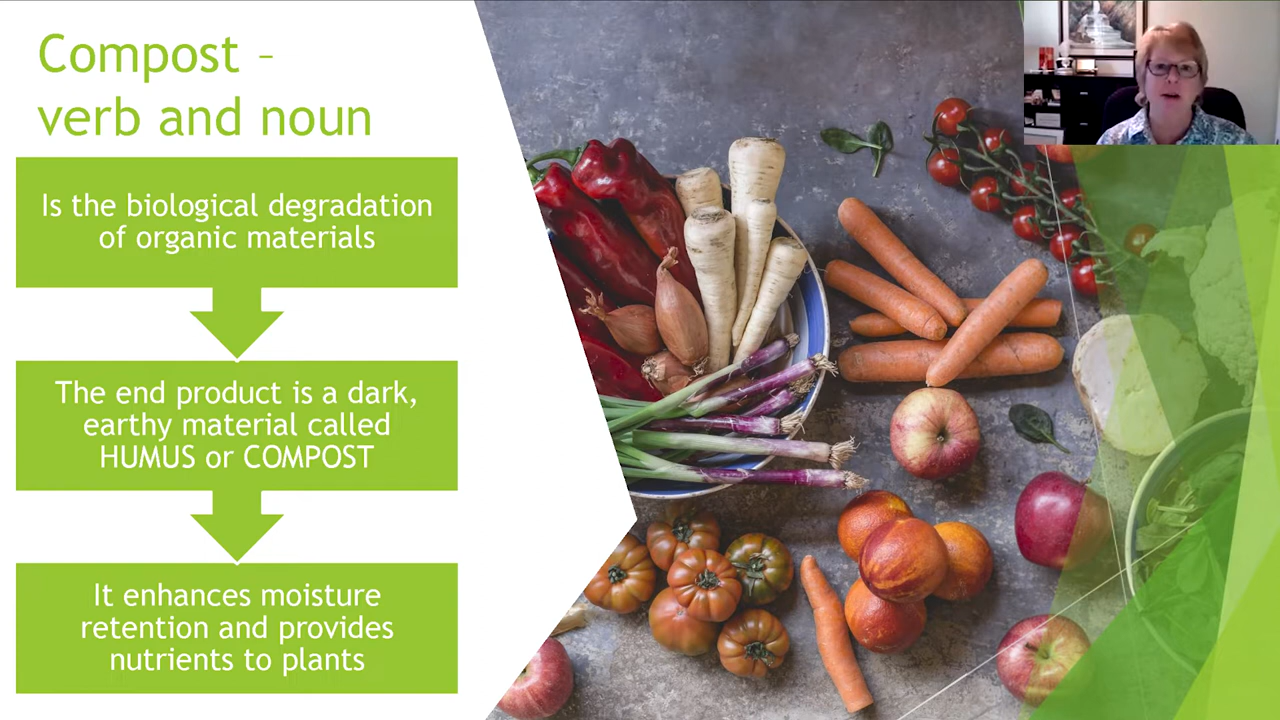 Compost –
verb and noun
Is the biological degradation
of organic materials
The end product is a dark,
earthy material called
HUMUS or COMPOST
It enhances moisture
retention and provides
nutrients to plants